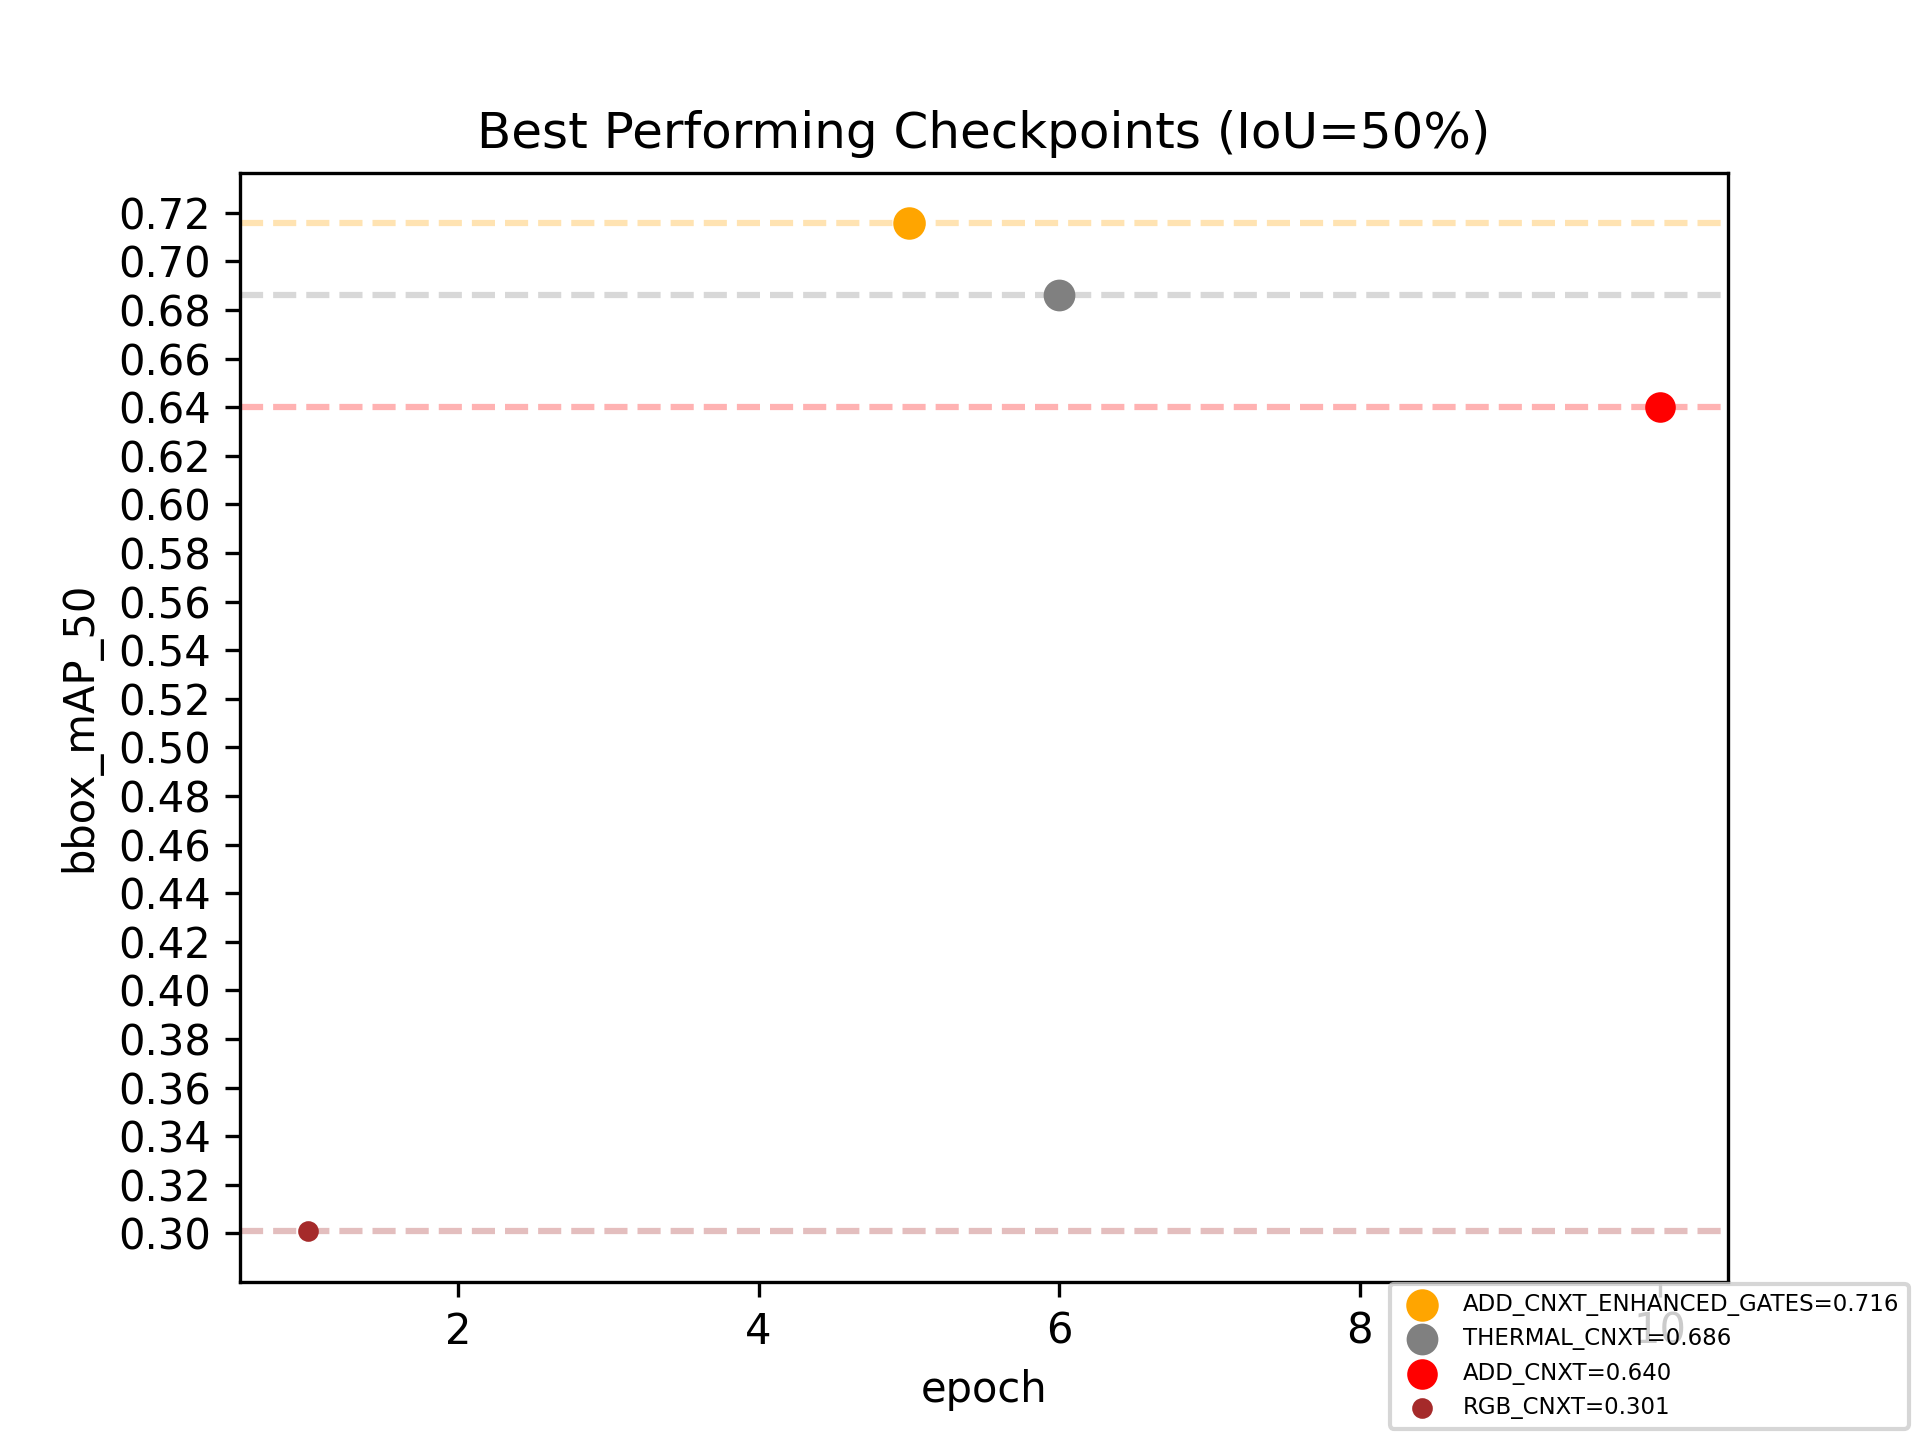 Best Performing Checkpoints (IoU=50%)
bbox_mAP_50
0.72
0.70
0.68
0.66
0.64
0.62
0.60
0.58
0.56
0.54
0.52
0.50
0.48
0.46
0.44
0.42
0.40
0.38
0.36
0.34
0.32
0.30
2 4 6 8 10
epoch
ADD_CNXT_ENHANCED_GATES=0.716
THERMAL_CNXT=0.686
ADD_CNXT=0.640
RGB_CNXT=0.301